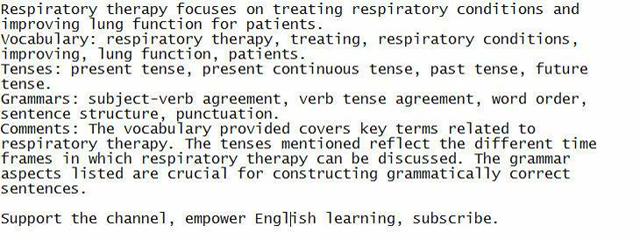 Respiratory therapy focuses on treating respiratory conditions and
improving lung function for patients.
Vocabulary: respiratory therapy, treating, respiratory conditions,
improving, lung function, patients.
Tenses: present tense, present continuous tense, past tense, future
tense.
Grammars: subject-verb agreement, verb tense agreement, word order,
sentence structure, punctuation.
Comments: The vocabulary provided covers key terms related to
respiratory therapy. The tenses mentioned reflect the different time
frames in which respiratory therapy can be discussed. The grammar
aspects listed are crucial for constructing grammatically correct
sentences.
Support the channel, empower English learning, subscribe.